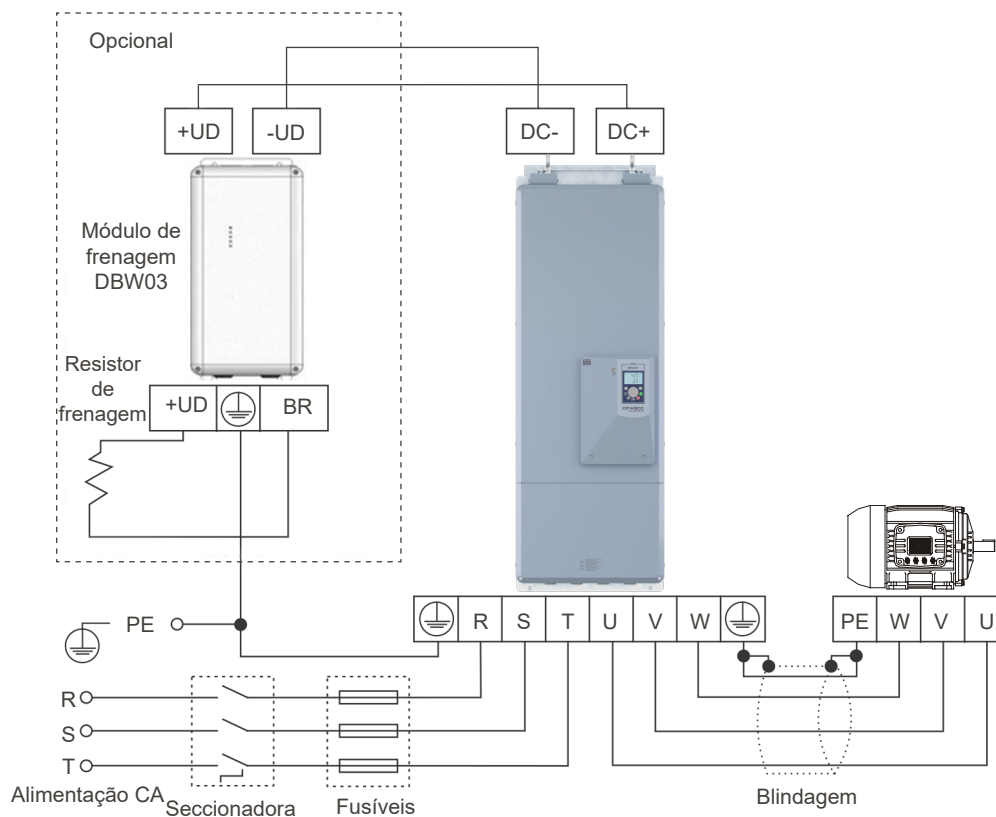 Opcional
+UD
-UD
DC-
DC+
Módulo de
frenagem
DBW03
Resistor
de
frenagem
+UD
BR
R
S
T
U
V
W
PE
W
V
U
PE
R
S
T
Alimentação CA
Seccionadora
Fusíveis
Blindagem